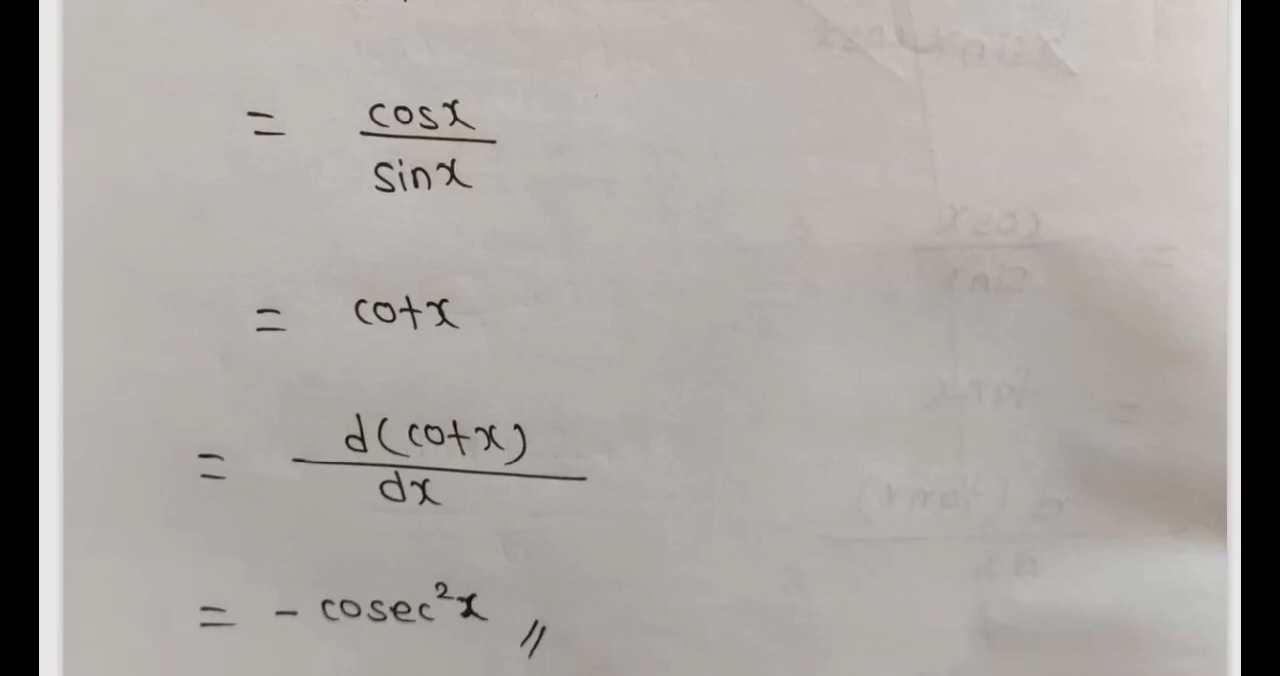 = cosx / sinx
= cotx
= d(cotx) / dx
= - cosec²x //